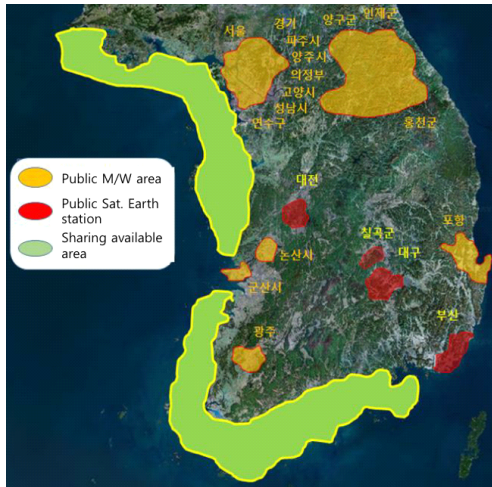 경기
양구군
인제군
서울
파주시
양주시
의정부
고양시
성남시
연수구
홍천군
Public M/W area
Public Sat. Earth
station
Sharing available
area
대전
포항
칠곡군
대구
논산시
군산시
부산
광주